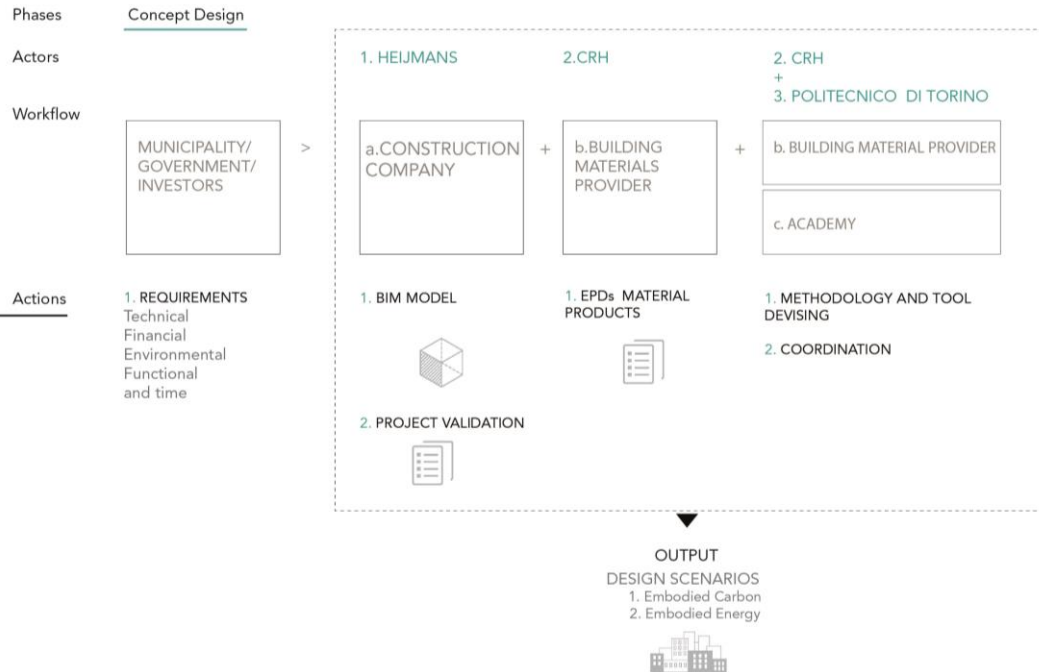 Phases
Concept Design
Actors
1. HEIJMANS
2.CRH
2. CRH
+
3. POLITECNICO DI TORINO
Workflow
MUNICIPALITY/
GOVERNMENT/
INVESTORS
>
a.CONSTRUCTION
COMPANY
+
b.BUILDING
MATERIALS
PROVIDER
+
b. BUILDING MATERIAL PROVIDER
c. ACADEMY
Actions
1. REQUIREMENTS
Technical
Financial
Environmental
Functional
and time
1. BIM MODEL
2. PROJECT VALIDATION
1. EPDs MATERIAL
PRODUCTS
1. METHODOLOGY AND TOOL
DEVISING
2. COORDINATION
OUTPUT
DESIGN SCENARIOS
1. Embodied Carbon
2. Embodied Energy